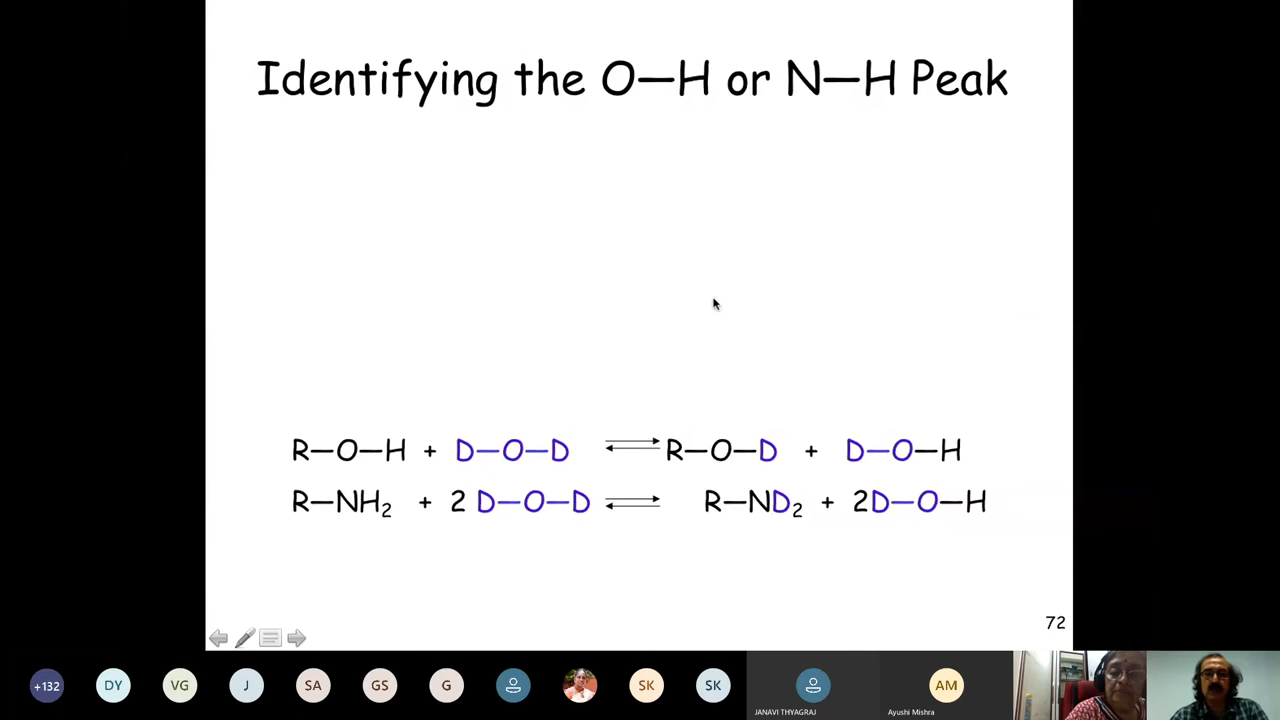 Identifying the O—H or N—H Peak
R—O—H + D—O—D ⇌ R—O—D + D—O—H
R—NH₂ + 2 D—O—D ⇌ R—ND₂ + 2D—O—H
72
+132 DY VG J SA GS G SK SK AM
JANAVI THYAGRAJ Ayushi Mishra